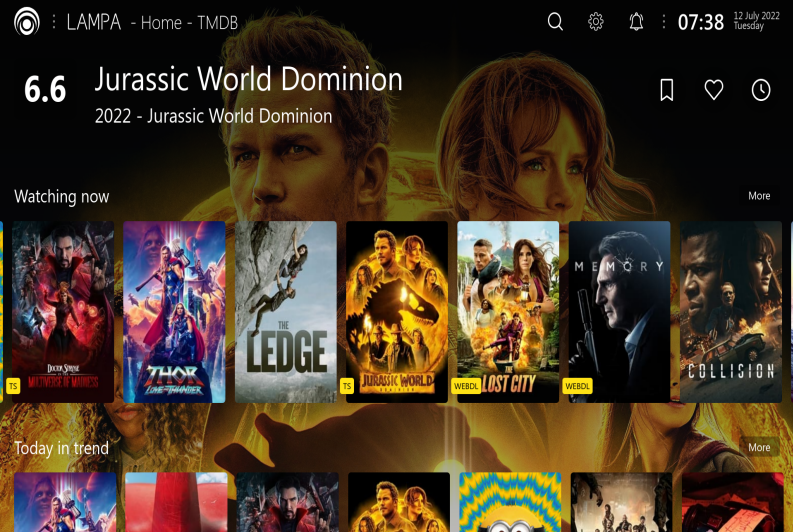 LAMPA - Home - TMDB
07:38
12 July 2022
Tuesday
6.6
Jurassic World Dominion
2022 - Jurassic World Dominion
Watching now
More
TS
DOCTOR STRANGE
MULTIVERSE OF MADNESS
THOR
LOVE AND THUNDER
THE
LEDGE
TS
JURASSIC WORLD
DOMINION
WEBDL
THE
LOST CITY
WEBDL
MEMORY
COLLISION
Today in trend
More